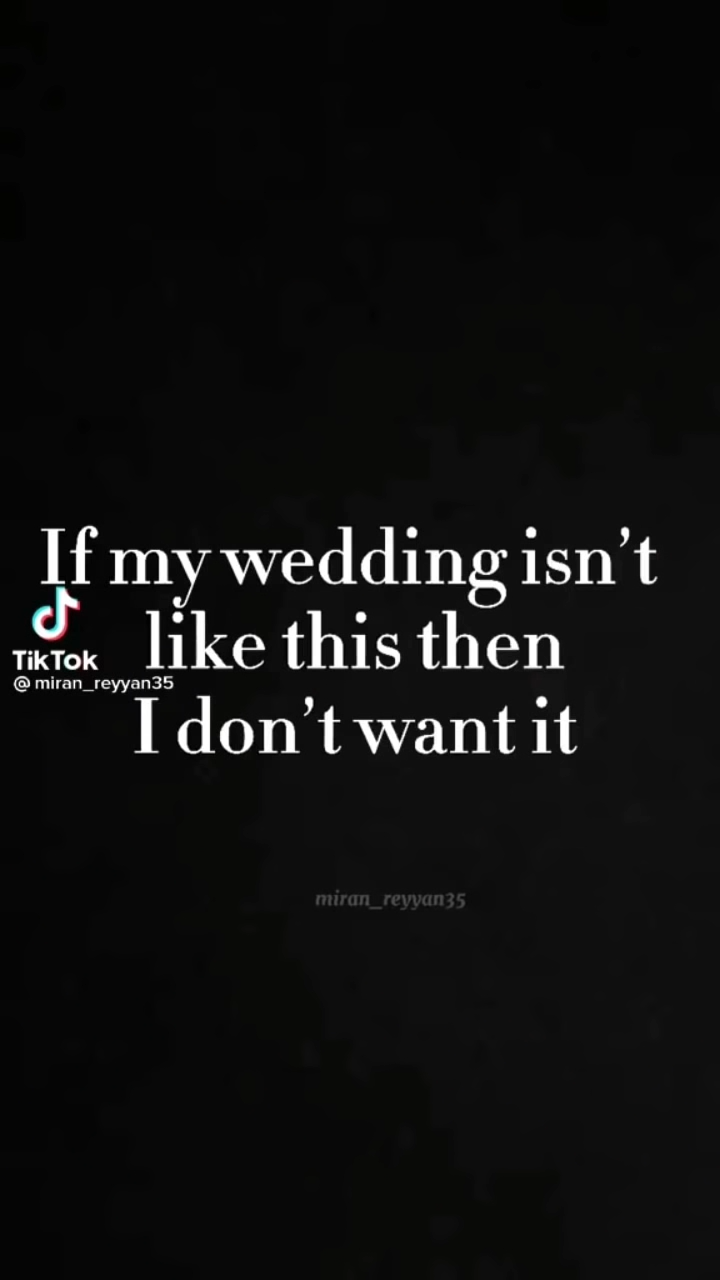 If my wedding isn’t
like this then
I don’t want it
TikTok
@miran_reyyan35
miran_reyyan35